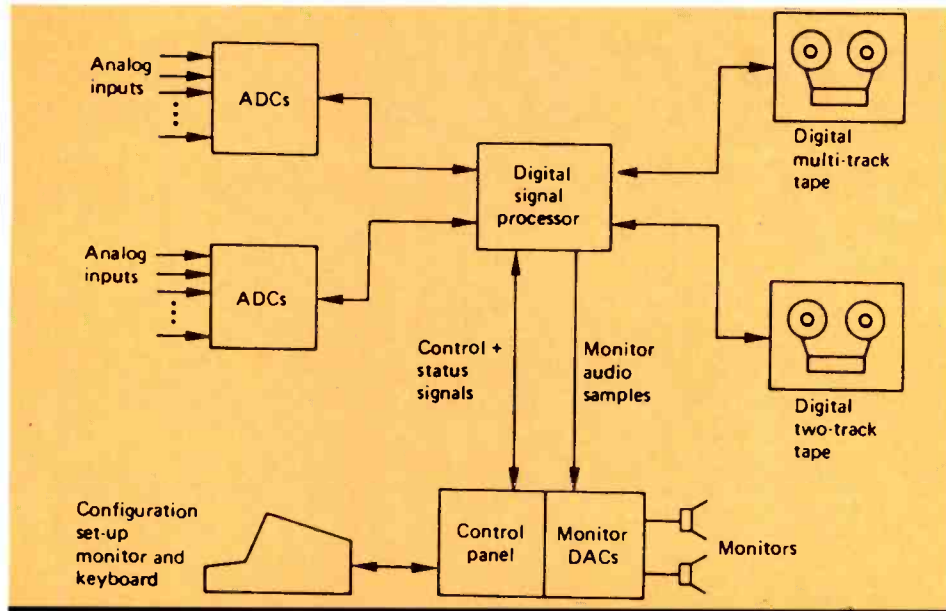 Analog
inputs
ADCs
Digital
multi-track
tape
Digital
signal
processor
Analog
inputs
ADCs
Control +
status
signals
Monitor
audio
samples
Digital
two-track
tape
Configuration
set-up
monitor and
keyboard
Control
panel
Monitor
DACs
Monitors